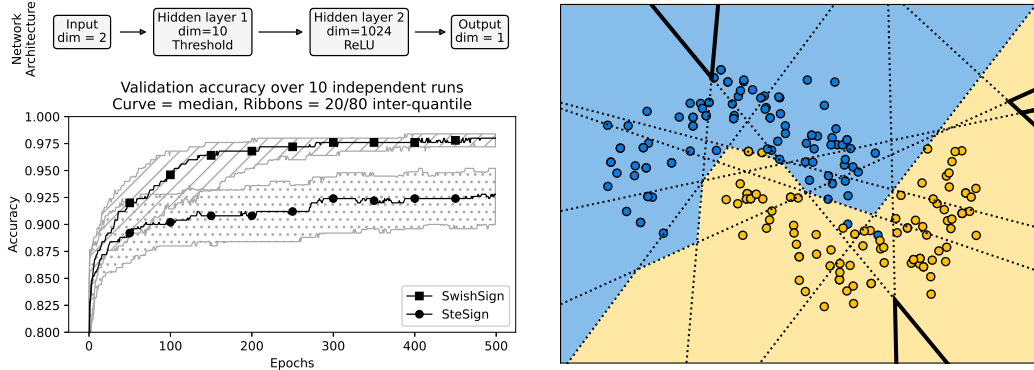 Network
Architecture
Input
dim = 2
Hidden layer 1
dim=10
Threshold
Hidden layer 2
dim=1024
ReLU
Output
dim = 1
Validation accuracy over 10 independent runs
Curve = median, Ribbons = 20/80 inter-quantile
Accuracy
1.000
0.975
0.950
0.925
0.900
0.875
0.850
0.825
0.800
SwishSign
SteSign
0 100 200 300 400 500
Epochs